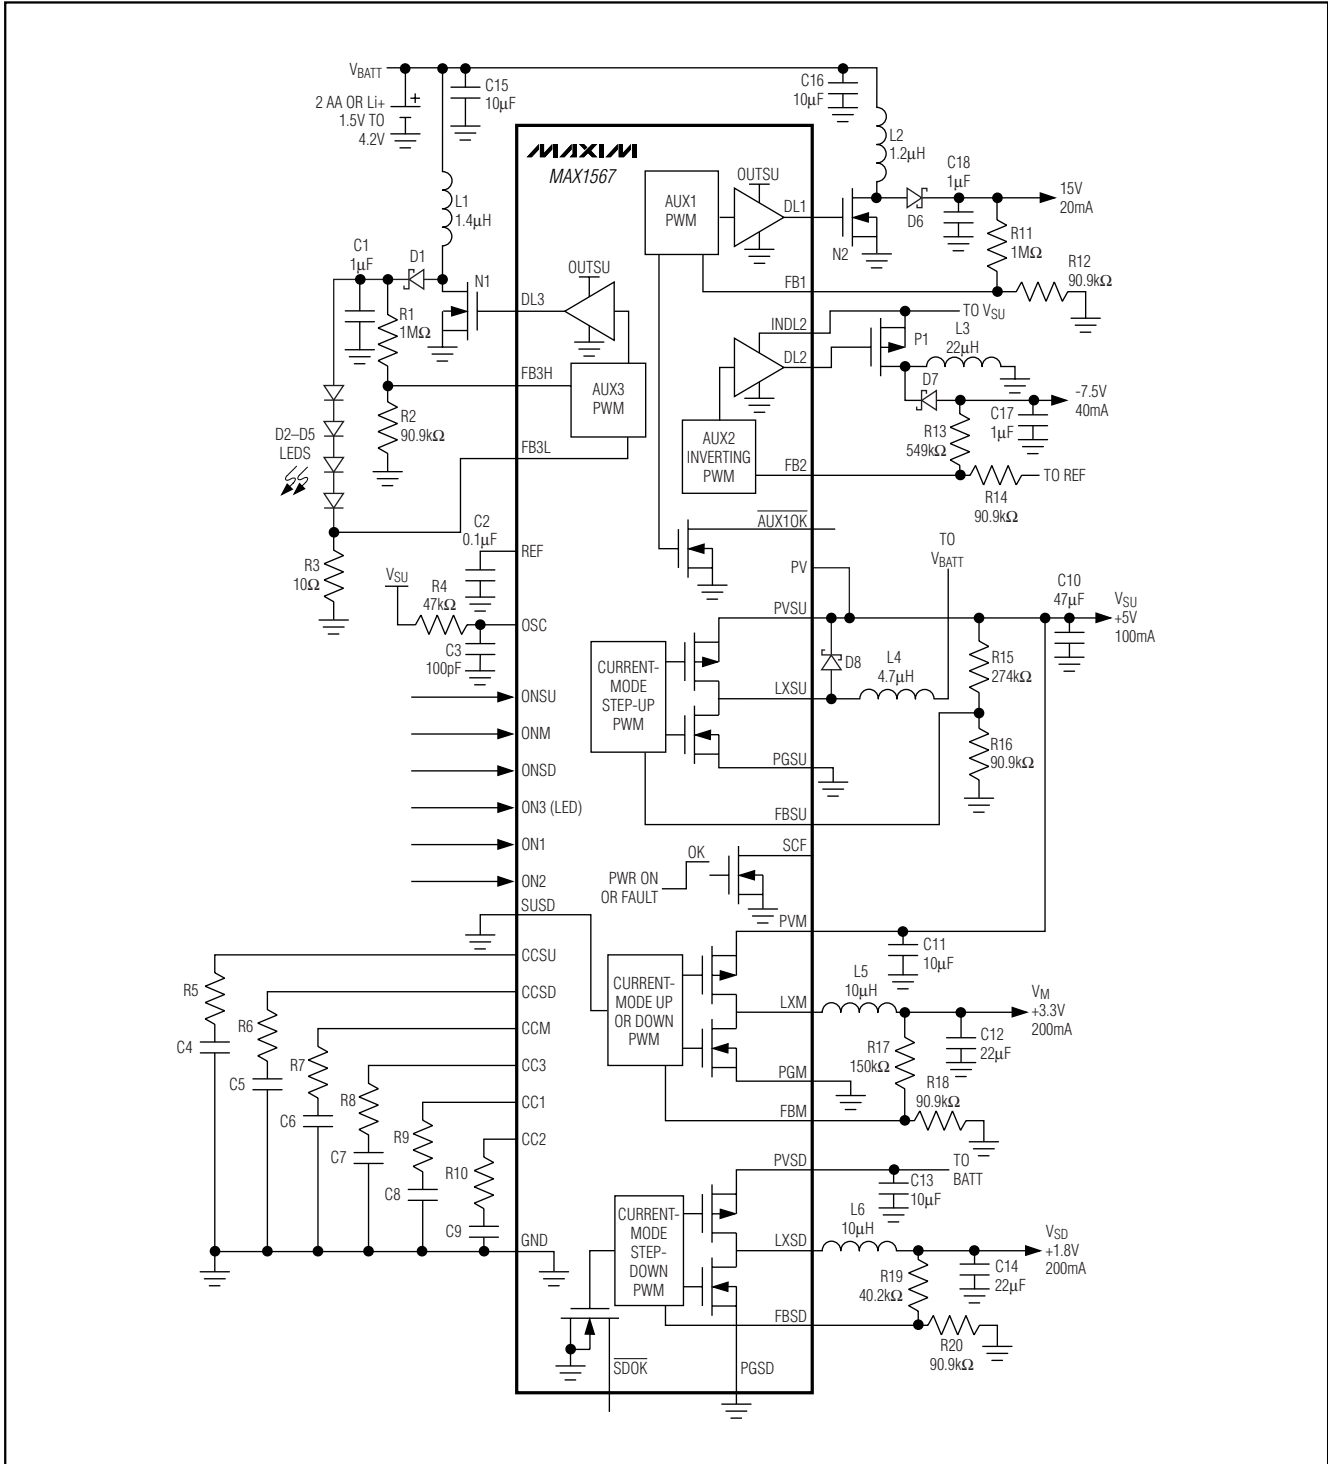 VBATT
2 AA OR Li+
1.5V TO
4.2V
+
C15
10µF
C16
10µF
L2
1.2µH
MAXIM
MAX1567
L1
1.4µH
AUX1
PWM
OUTSU
DL1
N2
D6
C18
1µF
15V
20mA
R11
1MΩ
R12
90.9kΩ
FB1
C1
1µF
D1
N1
R1
1MΩ
DL3
OUTSU
AUX3
PWM
FB3H
R2
90.9kΩ
FB3L
D2–D5
LEDS
R3
10Ω
INDL2
TO VSU
P1
L3
22µH
DL2
D7
-7.5V
40mA
C17
1µF
R13
549kΩ
AUX2
INVERTING
PWM
FB2
TO REF
R14
90.9kΩ
AUX1OK
C2
0.1µF
REF
VSU
R4
47kΩ
OSC
C3
100pF
PV
TO
VBATT
C10
47µF
VSU
+5V
100mA
PVSU
CURRENT-
MODE
STEP-UP
PWM
D8
L4
4.7µH
LXSU
R15
274kΩ
R16
90.9kΩ
PGSU
FBSU
ONSU
ONM
ONSD
ON3 (LED)
ON1
ON2
SUSD
SCF
OK
PWR ON
OR FAULT
PVM
C11
10µF
CURRENT-
MODE UP
OR DOWN
PWM
LXM
L5
10µH
VM
+3.3V
200mA
C12
22µF
R17
150kΩ
R18
90.9kΩ
PGM
FBM
CCSU
CCSD
CCM
CC3
CC1
CC2
R5
C4
R6
C5
R7
C6
R8
C7
R9
C8
R10
C9
GND
PVSD
TO
BATT
C13
10µF
CURRENT-
MODE
STEP-
DOWN
PWM
LXSD
L6
10µH
VSD
+1.8V
200mA
C14
22µF
R19
40.2kΩ
R20
90.9kΩ
FBSD
SDOK
PGSD